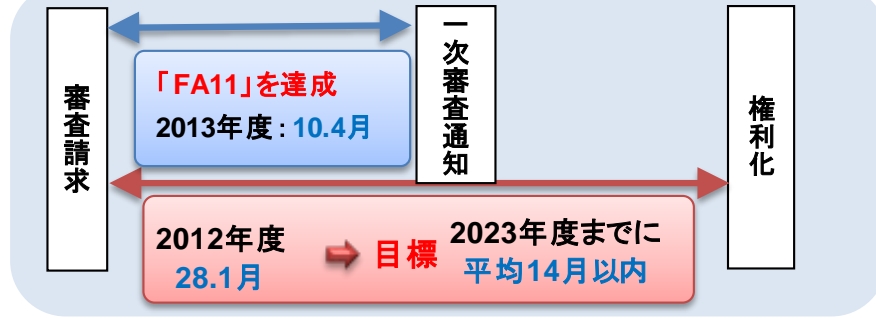 審査請求
「FA11」を達成
2013年度：10.4月
一次審査通知
権利化
2012年度
28.1月
目標
2023年度までに
平均14月以内